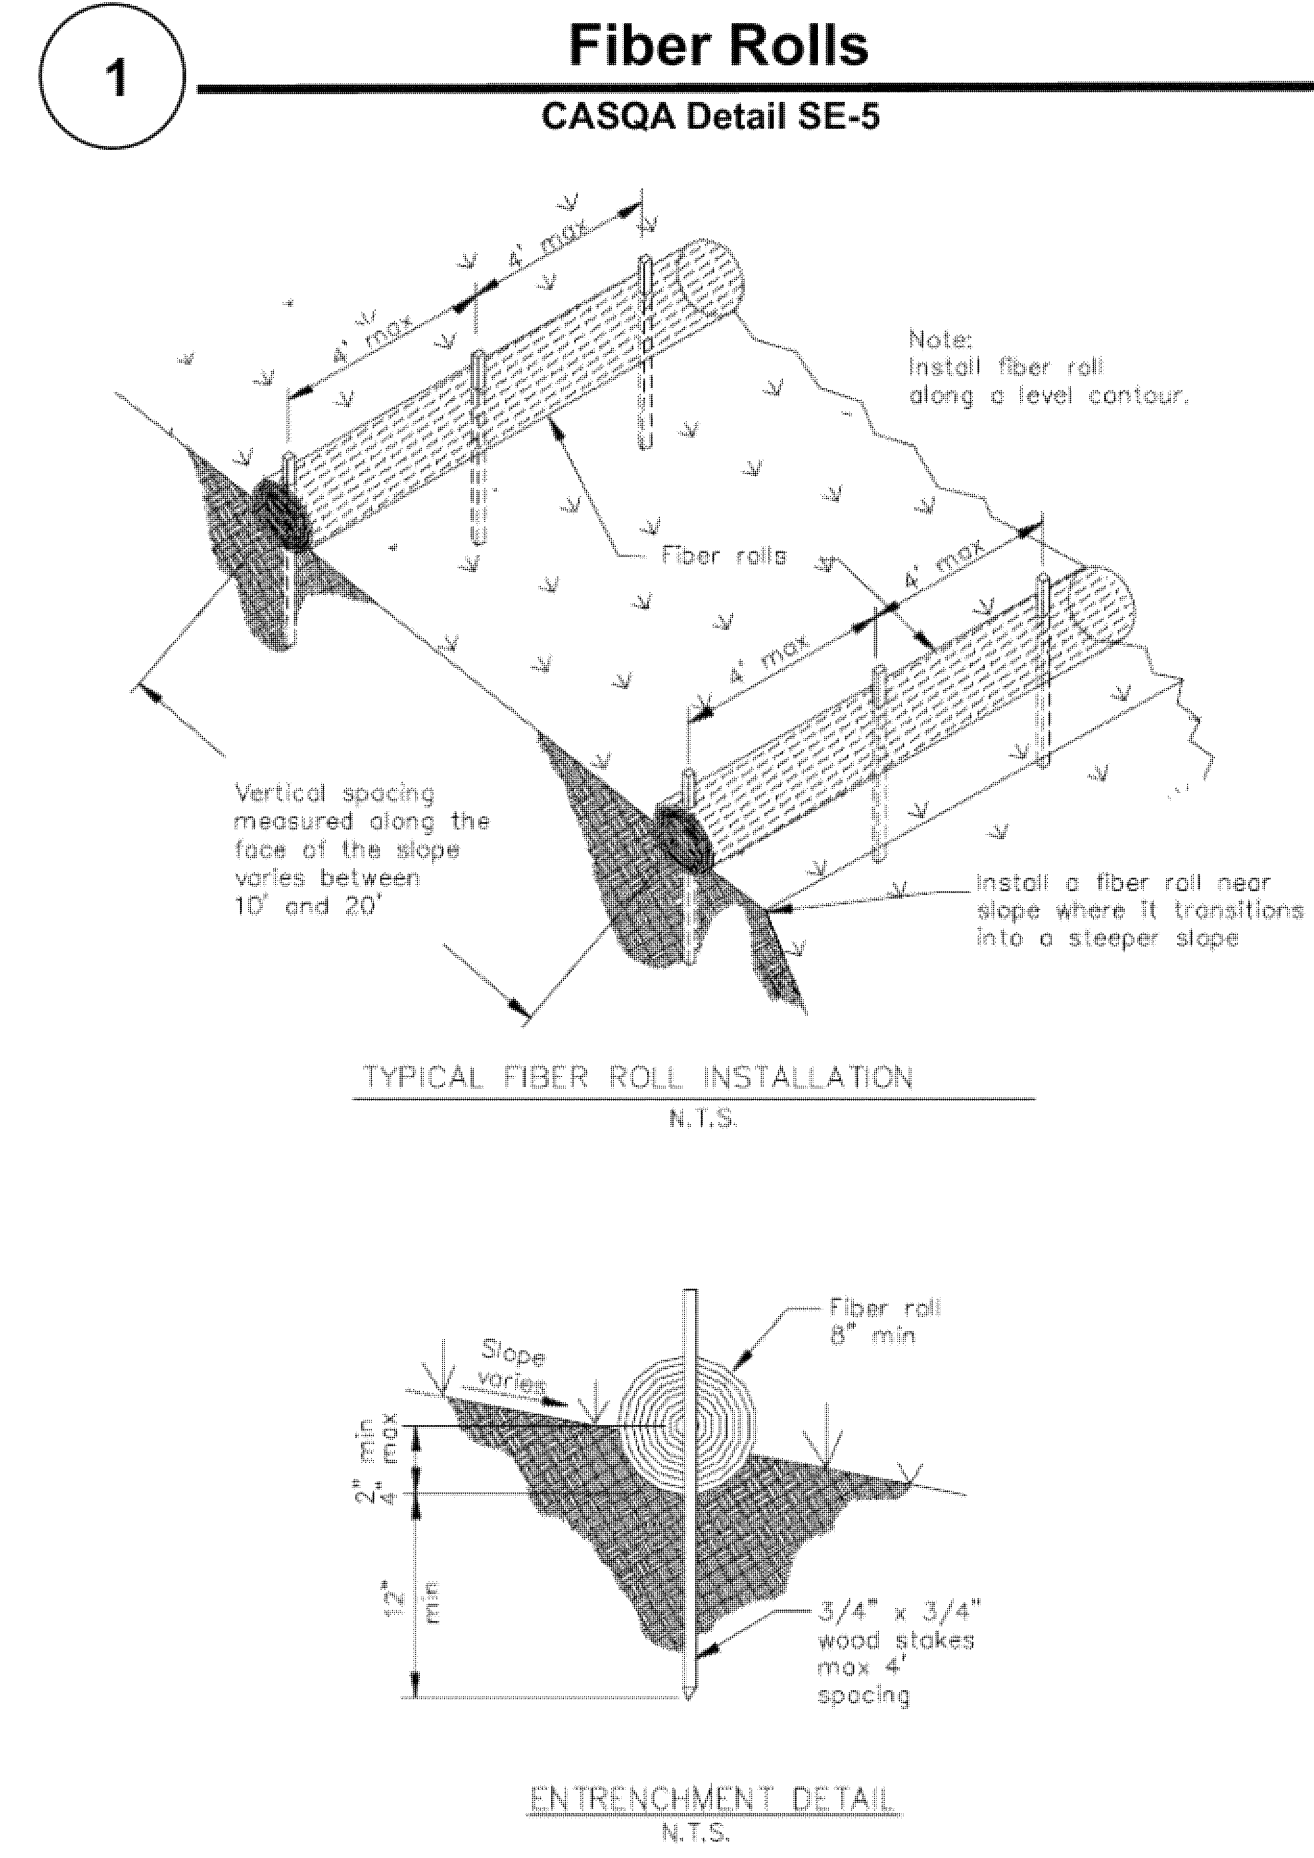 1
Fiber Rolls
CASQA Detail SE-5
4' max
4' max
Note:
Install fiber roll
along a level contour.
Fiber rolls
4' max
4' max
Vertical spacing
measured along the
face of the slope
varies between
10' and 20'
Install a fiber roll near
slope where it transitions
into a steeper slope
TYPICAL FIBER ROLL INSTALLATION
N.T.S.
Fiber roll
8" min
Slope
varies
2" min
4" max
12"
min
3/4" x 3/4"
wood stakes
max 4'
spacing
ENTRENCHMENT DETAIL
N.T.S.